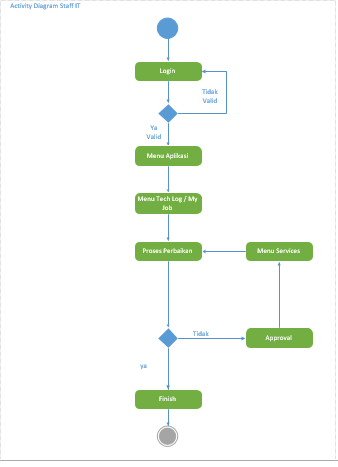 Activity Diagram Staff IT
Login
Tidak
Valid
Ya
Valid
Menu Aplikasi
Menu Tech Log / My
Job
Proses Perbaikan
Menu Services
Tidak
Approval
ya
Finish